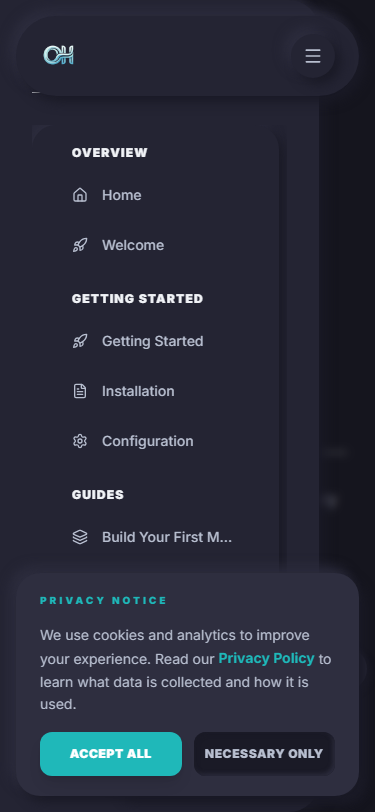 OH
OVERVIEW
Home
Welcome
GETTING STARTED
Getting Started
Installation
Configuration
GUIDES
Build Your First M...
PRIVACY NOTICE
We use cookies and analytics to improve
your experience. Read our Privacy Policy to
learn what data is collected and how it is
used.
ACCEPT ALL
NECESSARY ONLY